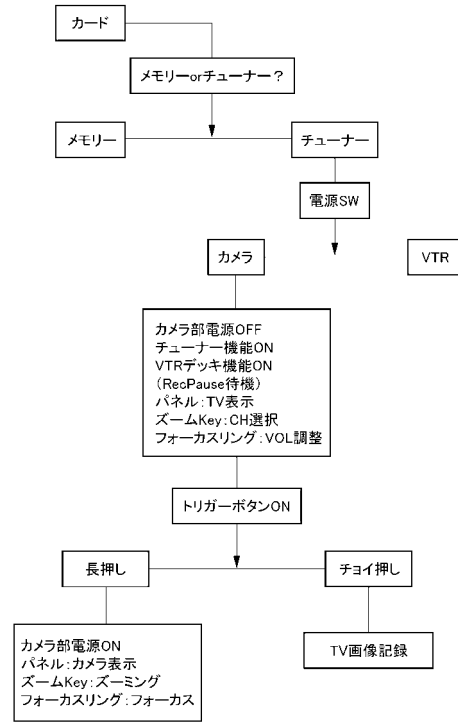 カード
メモリーorチューナー？
メモリー
チューナー
電源SW
カメラ
VTR
カメラ部電源OFF
チューナー機能ON
VTRデッキ機能ON
(RecPause待機)
パネル:TV表示
ズームKey:CH選択
フォーカスリング:VOL調整
トリガーボタンON
長押し
チョイ押し
カメラ部電源ON
パネル:カメラ表示
ズームKey:ズーミング
フォーカスリング:フォーカス
TV画像記録